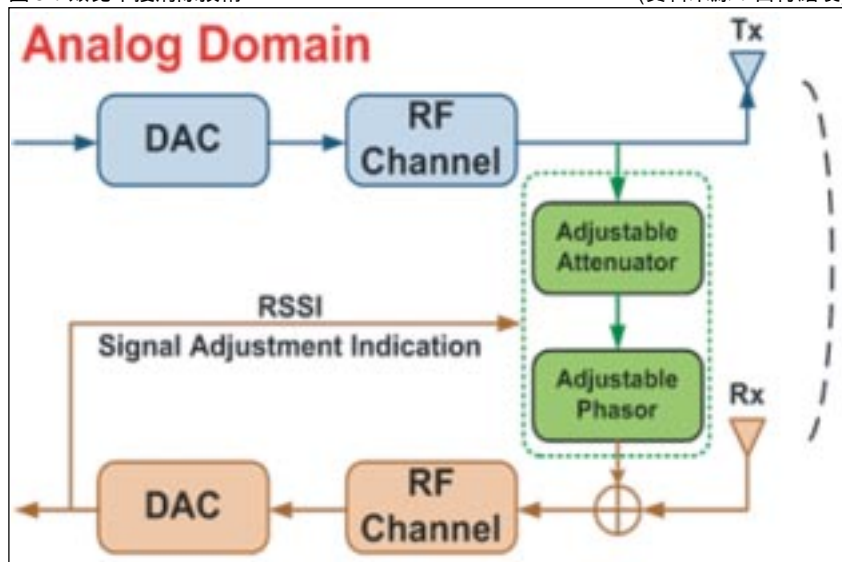 Analog Domain
Tx
DAC
RF
Channel
Adjustable
Attenuator
RSSI
Signal Adjustment Indication
Adjustable
Phasor
Rx
DAC
RF
Channel